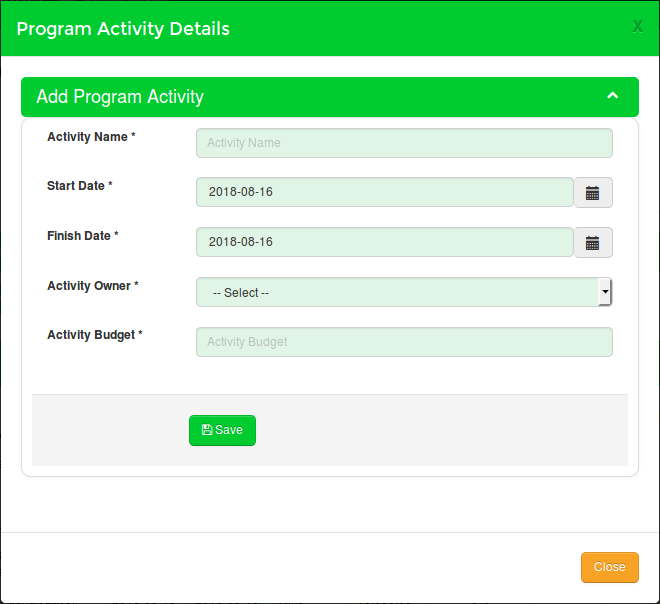 Program Activity Details X
Add Program Activity
Activity Name * Activity Name
Start Date * 2018-08-16
Finish Date * 2018-08-16
Activity Owner * -- Select --
Activity Budget * Activity Budget
Save
Close